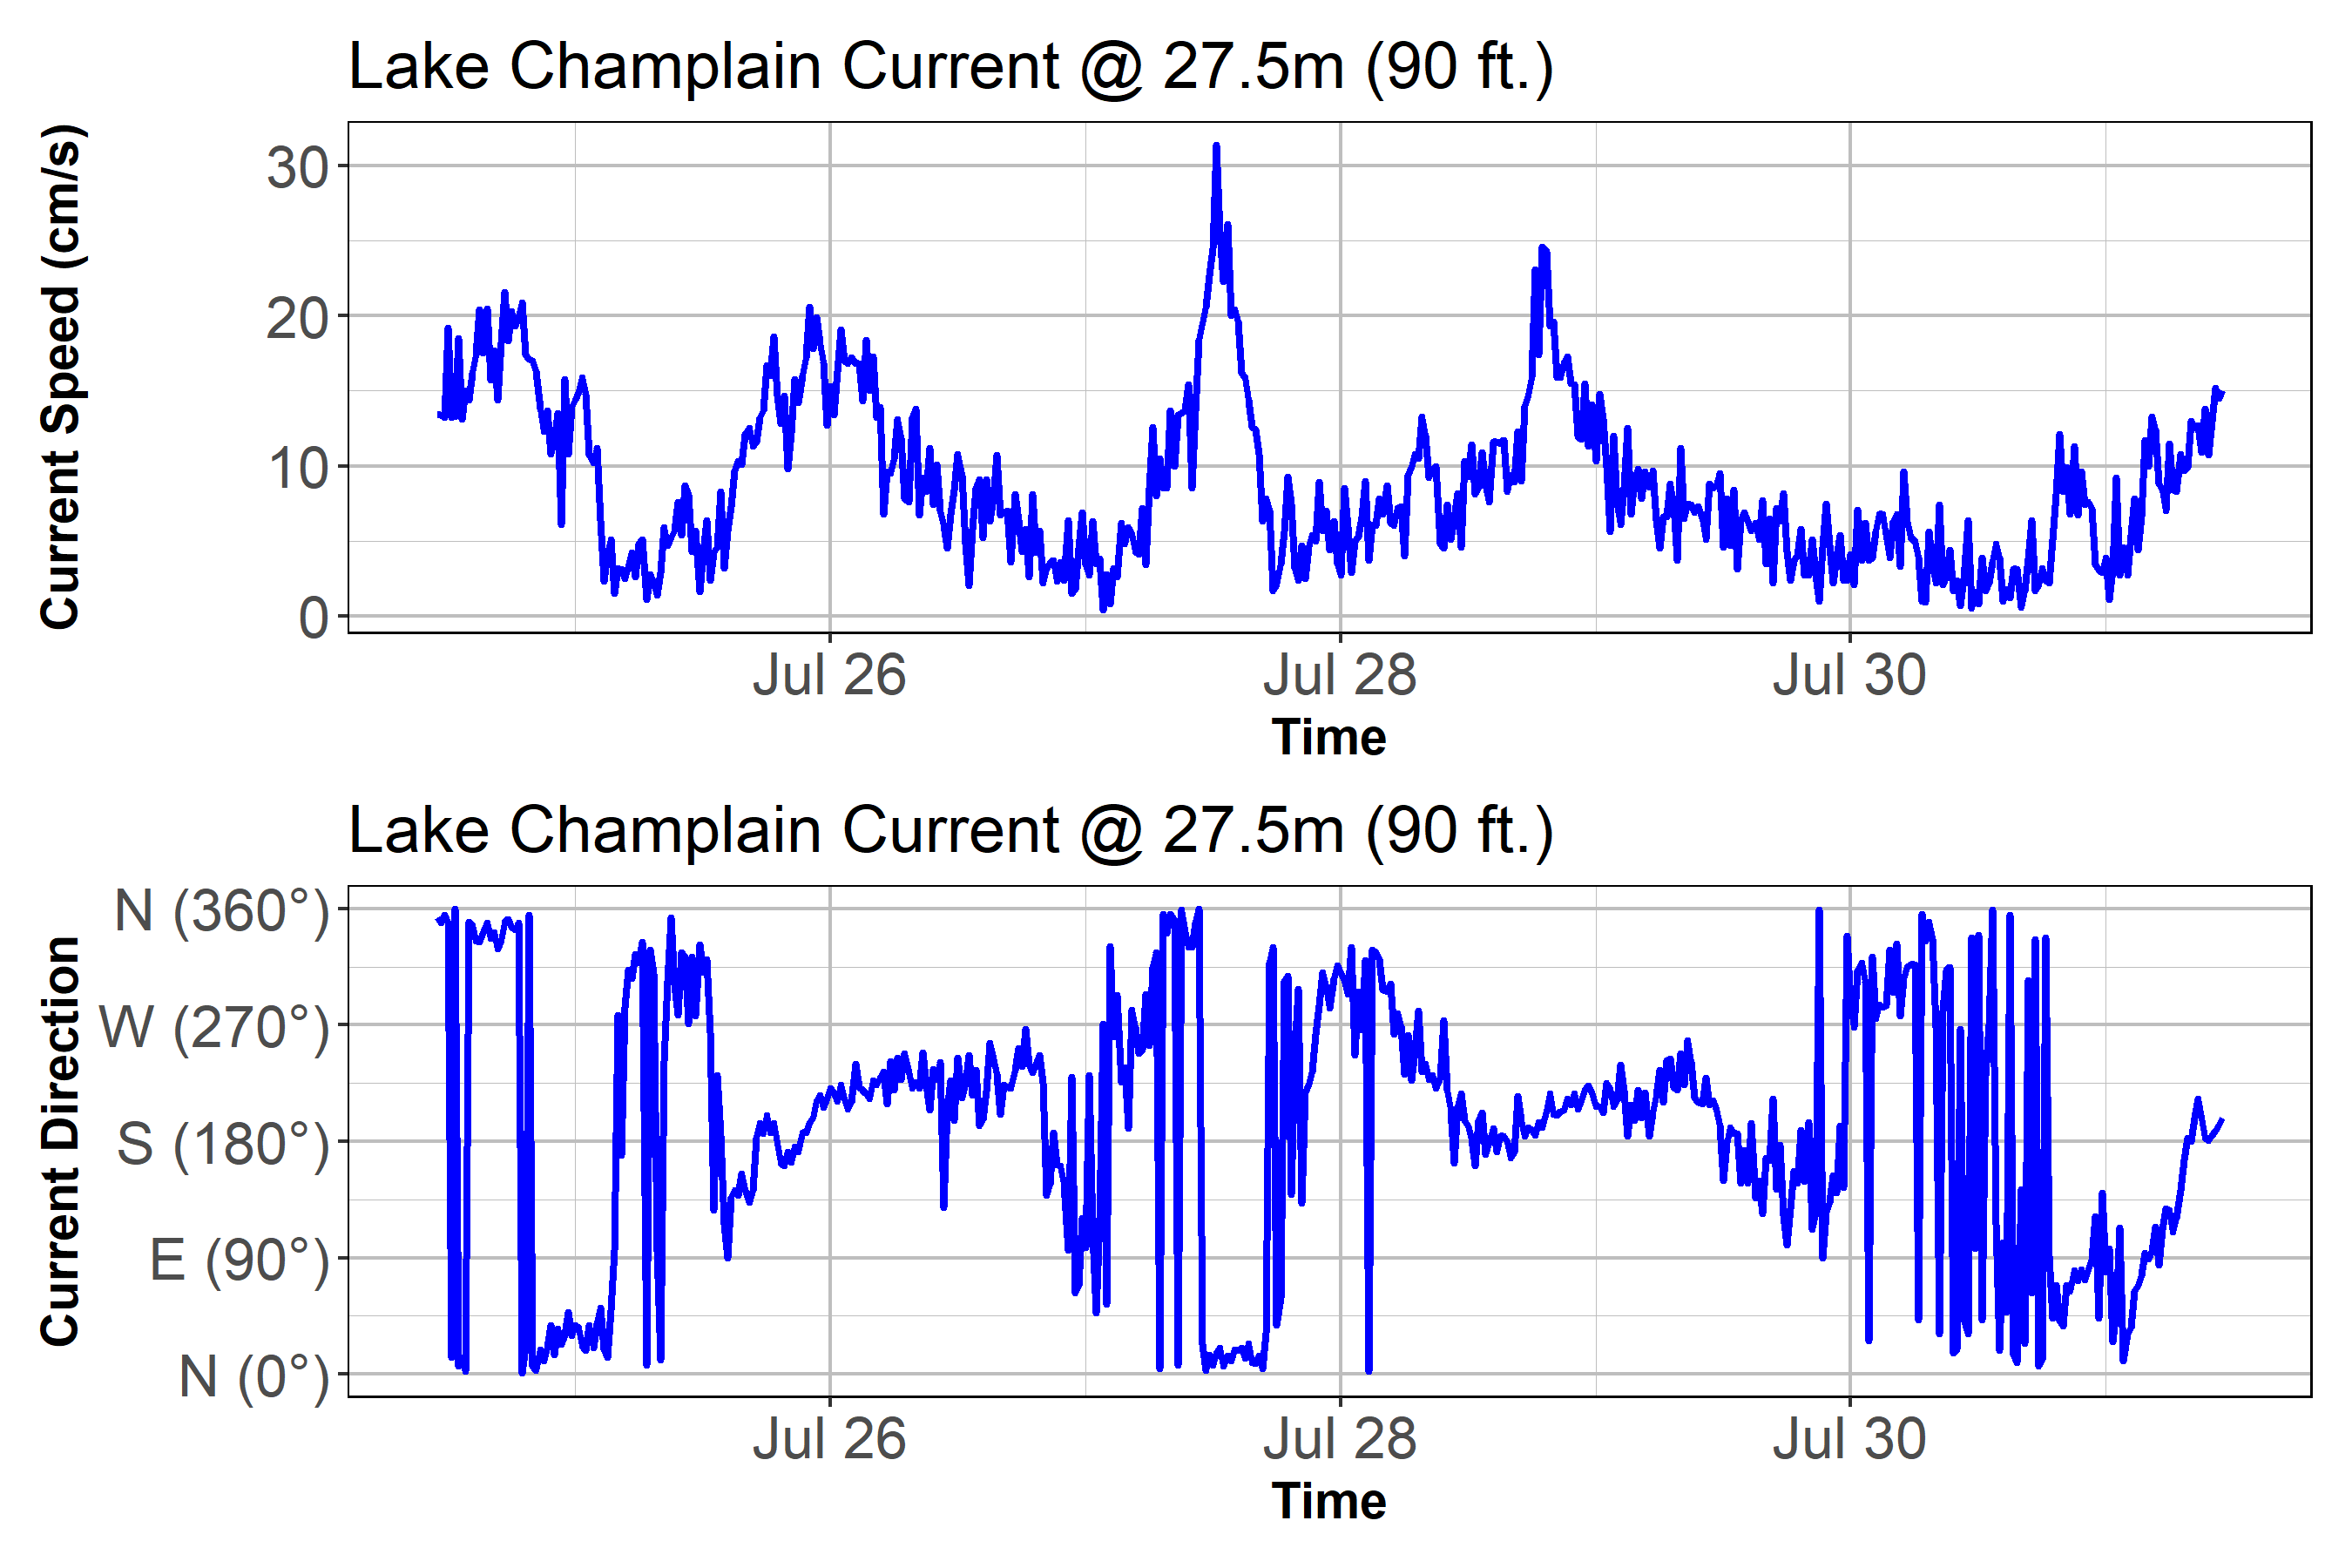 Lake Champlain Current @ 27.5m (90 ft.)
Current Speed (cm/s)
30
20
10
0
Jul 26 Jul 28 Jul 30
Time
Lake Champlain Current @ 27.5m (90 ft.)
Current Direction
N (360°)
W (270°)
S (180°)
E (90°)
N (0°)
Jul 26 Jul 28 Jul 30
Time